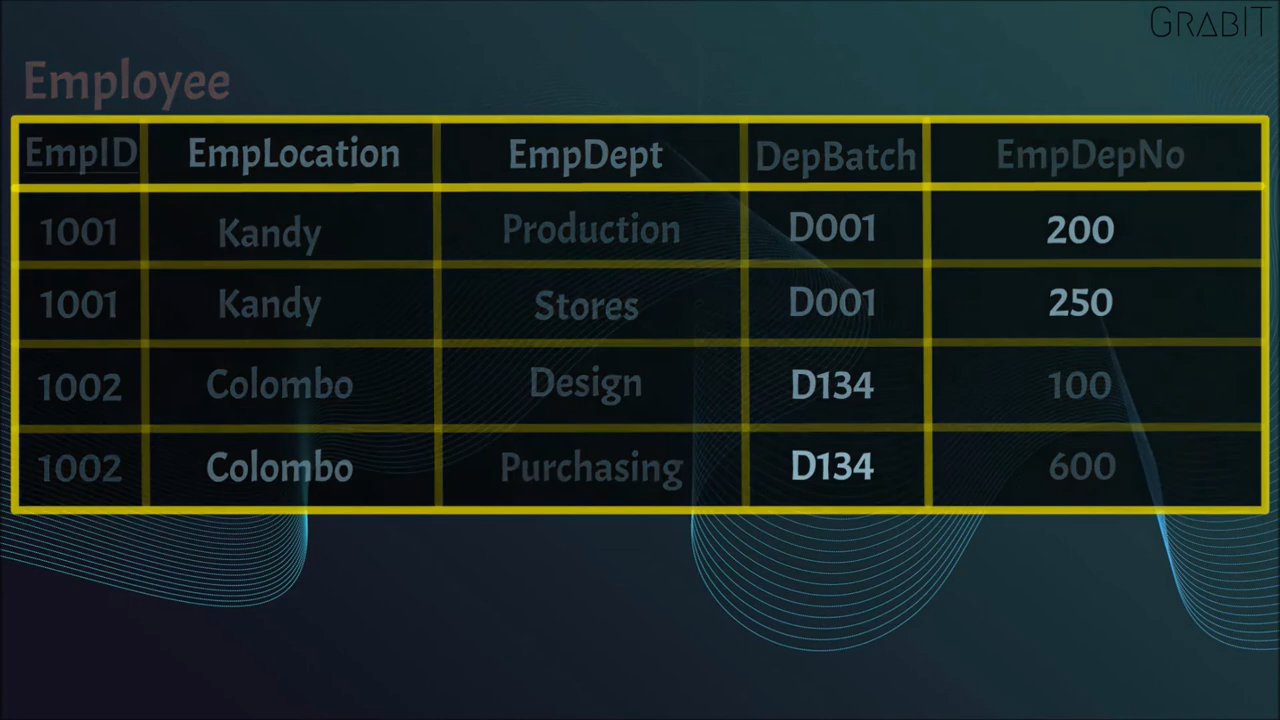 GRABIT
Employee
EmpID EmpLocation EmpDept DepBatch EmpDepNo
1001 Kandy Production D001 200
1001 Kandy Stores D001 250
1002 Colombo Design D134 100
1002 Colombo Purchasing D134 600